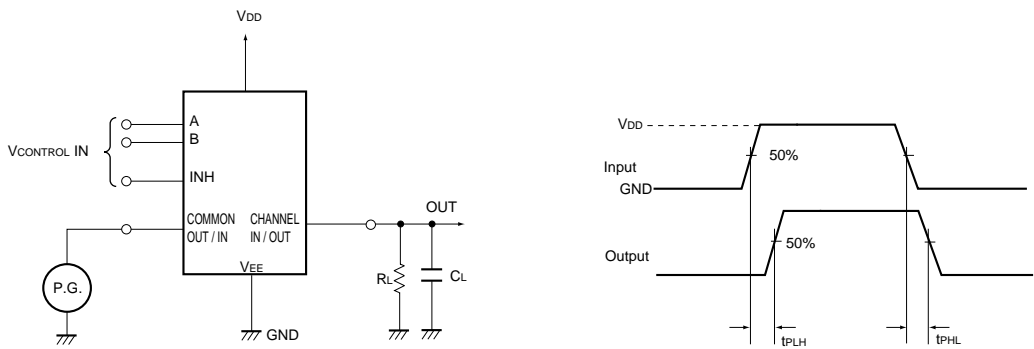 VDD
VCONTROL IN
A
B
INH
COMMON OUT / IN
CHANNEL IN / OUT
OUT
VEE
P.G.
RL
CL
GND
VDD
50%
Input
GND
50%
Output
tPLH
tPHL